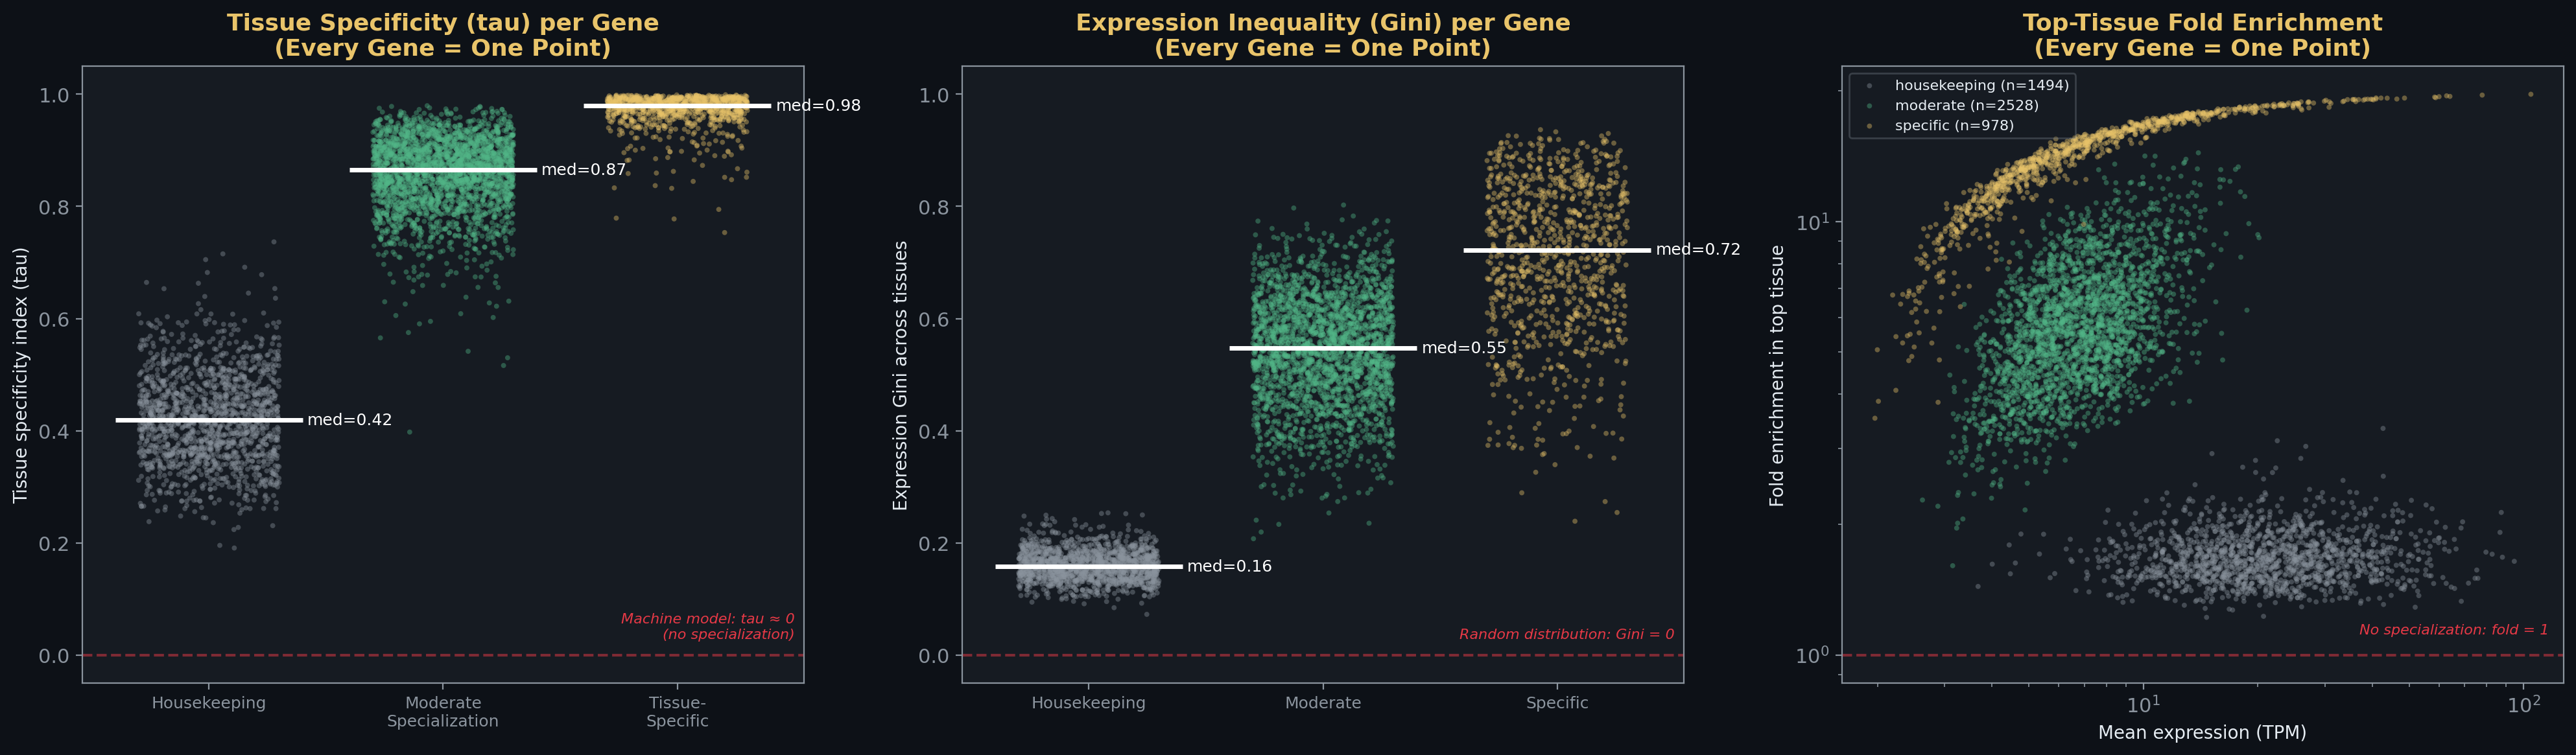 Tissue Specificity (tau) per Gene
(Every Gene = One Point)
Tissue specificity index (tau)
1.0
0.8
0.6
0.4
0.2
0.0
med=0.42
med=0.87
med=0.98
Machine model: tau ≈ 0
(no specialization)
Housekeeping
Moderate
Specialization
Tissue-
Specific
Expression Inequality (Gini) per Gene
(Every Gene = One Point)
Expression Gini across tissues
1.0
0.8
0.6
0.4
0.2
0.0
med=0.16
med=0.55
med=0.72
Random distribution: Gini = 0
Housekeeping
Moderate
Specific
Top-Tissue Fold Enrichment
(Every Gene = One Point)
Fold enrichment in top tissue
10¹
10⁰
housekeeping (n=1494)
moderate (n=2528)
specific (n=978)
No specialization: fold = 1
10¹
10²
Mean expression (TPM)